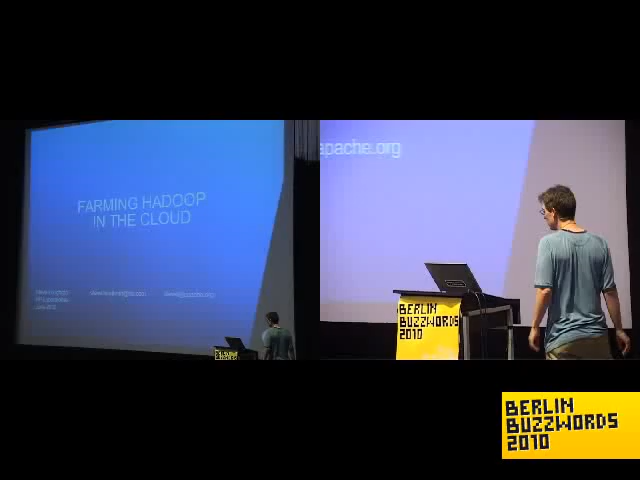 FARMING HADOOP
IN THE CLOUD
apache.org
BERLIN
BUZZWORDS
2010
BERLIN
BUZZWORDS
2010